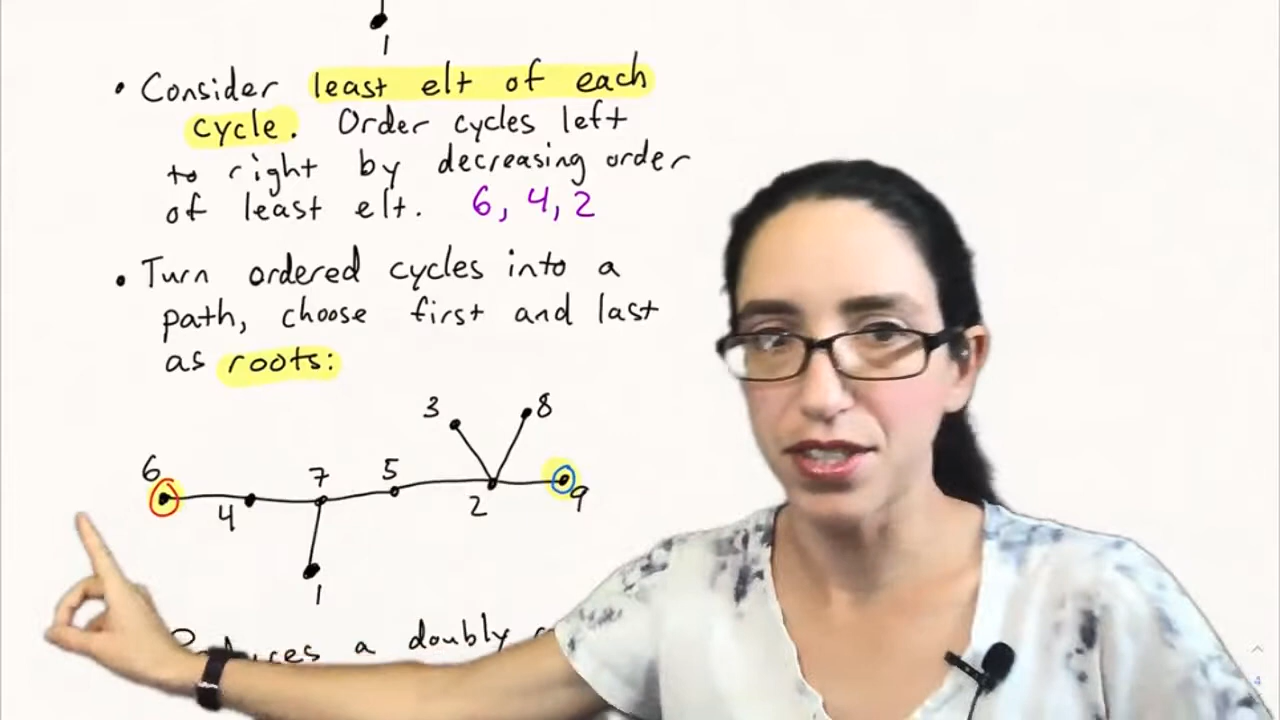 1
• Consider least elt of each
cycle. Order cycles left
to right by decreasing order
of least elt. 6, 4, 2
• Turn ordered cycles into a
path, choose first and last
as roots:
3 8
6 7 5
4 2 9
1
a doubly
4